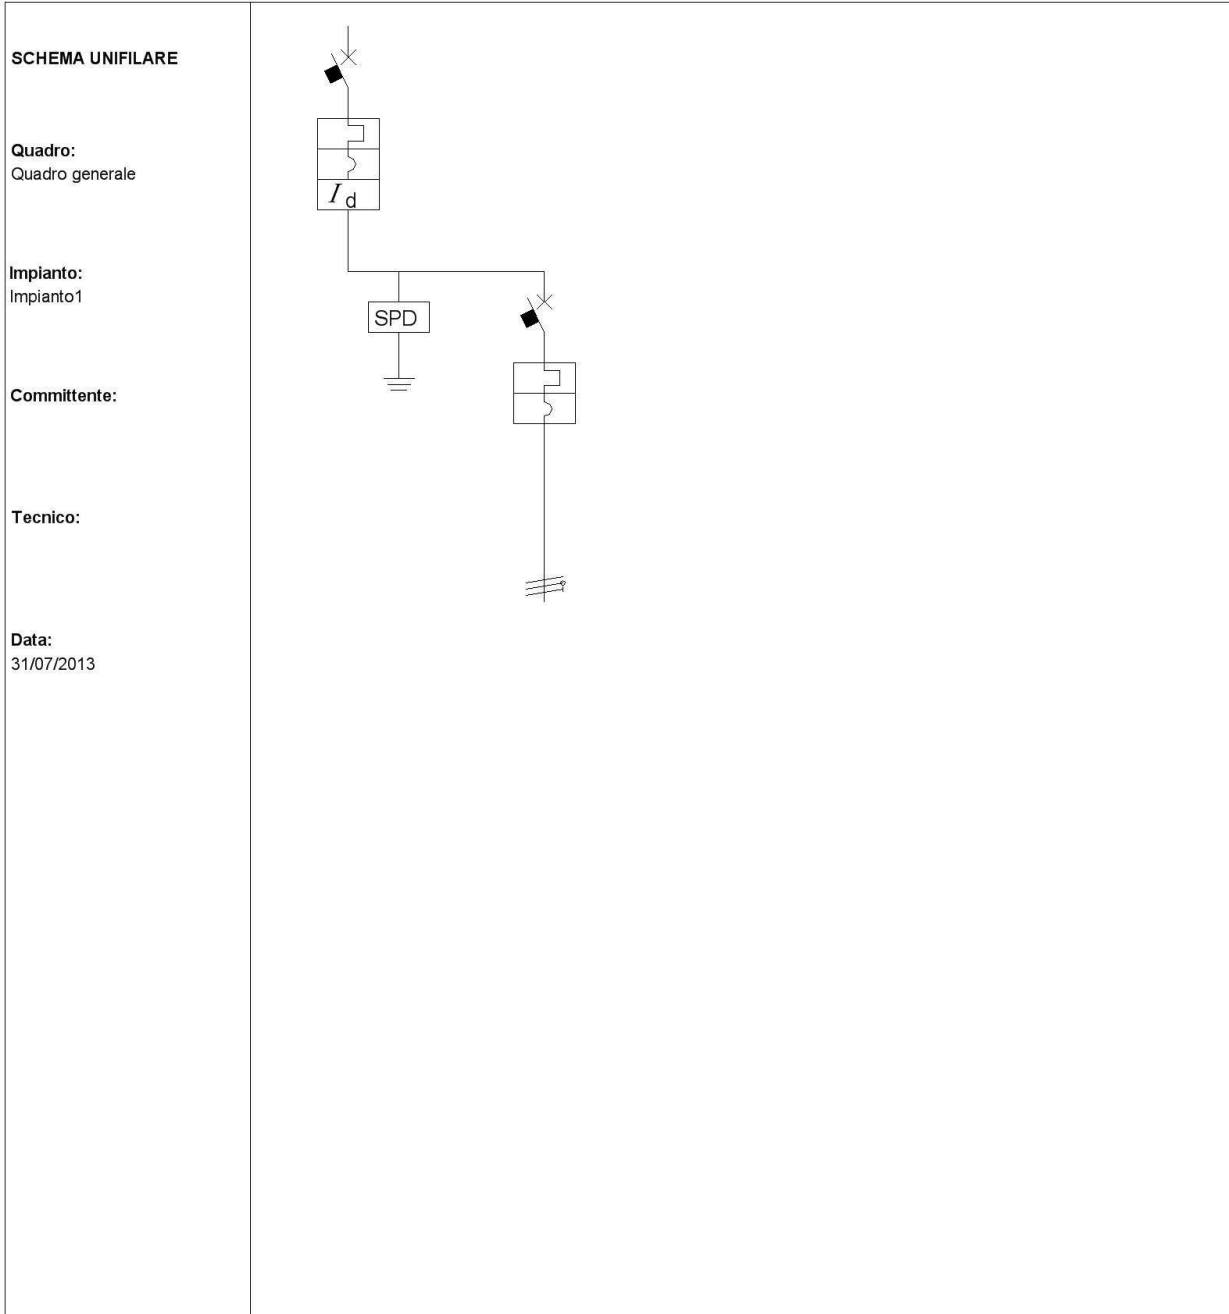 SCHEMA UNIFILARE
Quadro:
Quadro generale
I d
Impianto:
Impianto1
SPD
Committente:
Tecnico:
Data:
31/07/2013